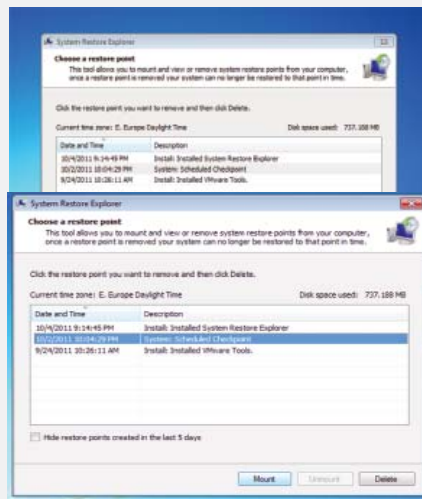 System Restore Explorer
Choose a restore point
This tool allows you to mount and view or remove system restore points from your computer,
once a restore point is removed your system can no longer be restored to that point in time.
Click the restore point you want to remove and then click Delete.
Current time zone: E. Europe Daylight Time Disk space used: 737.188 MB
Date and Time Description
10/4/2011 9:14:45 PM Install: Installed System Restore Explorer
10/2/2011 10:04:29 PM System: Scheduled Checkpoint
9/24/2011 10:26:11 AM Install: Installed VMware Tools.
System Restore Explorer
Choose a restore point
This tool allows you to mount and view or remove system restore points from your computer,
once a restore point is removed your system can no longer be restored to that point in time.
Click the restore point you want to remove and then click Delete.
Current time zone: E. Europe Daylight Time Disk space used: 737.188 MB
Date and Time Description
10/4/2011 9:14:45 PM Install: Installed System Restore Explorer
10/2/2011 10:04:29 PM System: Scheduled Checkpoint
9/24/2011 10:26:11 AM Install: Installed VMware Tools.
Hide restore points created in the last 5 days
Mount Unmount Delete